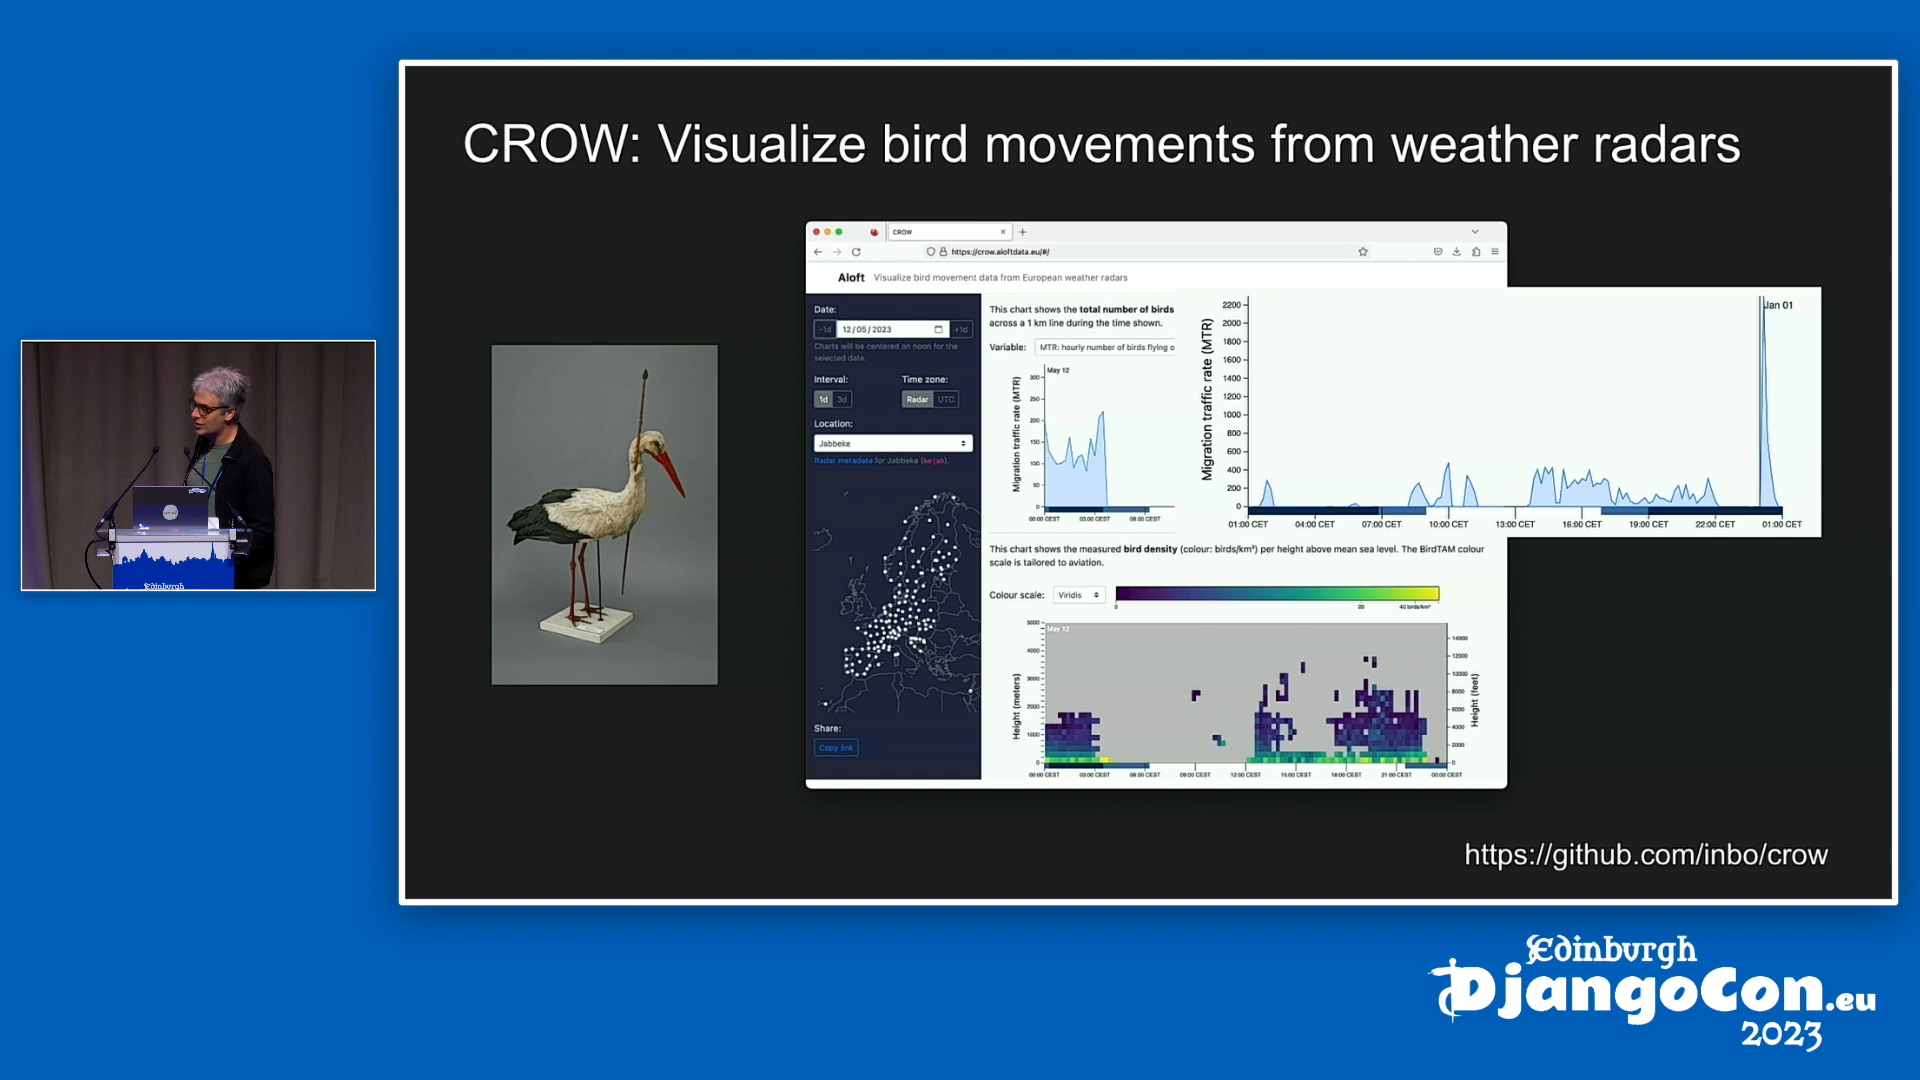 CROW: Visualize bird movements from weather radars
CROW
https://crow.aloftdata.eu/#/
Aloft Visualize bird movement data from European weather radars
Date:
-1d 12/05/2023 +1d
Charts will be centered on noon for the
selected date.
Interval: Time zone:
1d 3d Radar UTC
Location:
Jabbeke
Radar metadata for Jabbeke (bejab).
Share:
Copy link
This chart shows the total number of birds
across a 1 km line during the time shown.
Variable: MTR: hourly number of birds flying o
May 12
Migration traffic rate (MTR)
300
250
200
150
100
50
0
00:00 CEST 03:00 CEST 06:00 CEST
Jan 01
Migration traffic rate (MTR)
2200
2000
1800
1600
1400
1200
1000
800
600
400
200
0
01:00 CET 04:00 CET 07:00 CET 10:00 CET 13:00 CET 16:00 CET 19:00 CET 22:00 CET 01:00 CET
This chart shows the measured bird density (colour: birds/km³) per height above mean sea level. The BirdTAM colour
scale is tailored to aviation.
Colour scale: Viridis
0 20 40 birds/km³
May 12
Height (meters)
5000
4000
3000
2000
1000
0
Height (feet)
14000
12000
10000
8000
6000
4000
2000
0
00:00 CEST 03:00 CEST 06:00 CEST 09:00 CEST 12:00 CEST 15:00 CEST 18:00 CEST 21:00 CEST 00:00 CEST
https://github.com/inbo/crow
Edinburgh
Edinburgh
DjangoCon.eu
2023